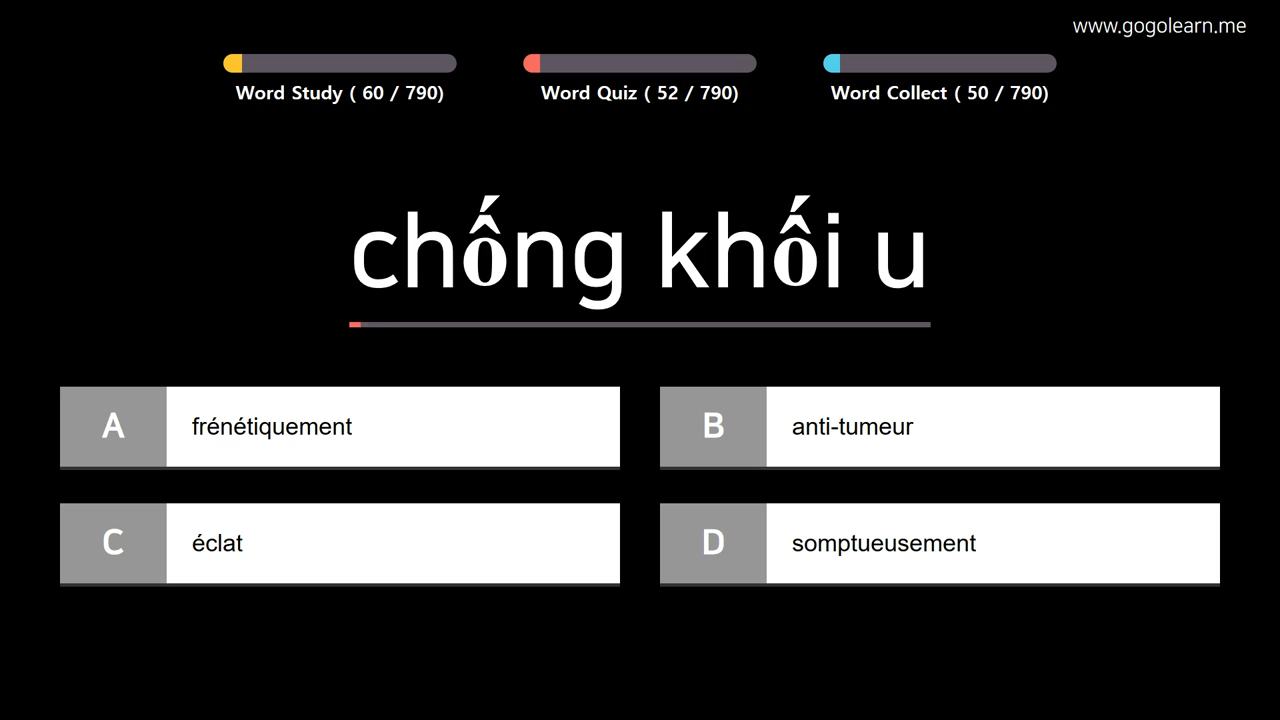 www.gogolearn.me
Word Study ( 60 / 790)
Word Quiz ( 52 / 790)
Word Collect ( 50 / 790)
chống khối u
A frénétiquement
B anti-tumeur
C éclat
D somptueusement